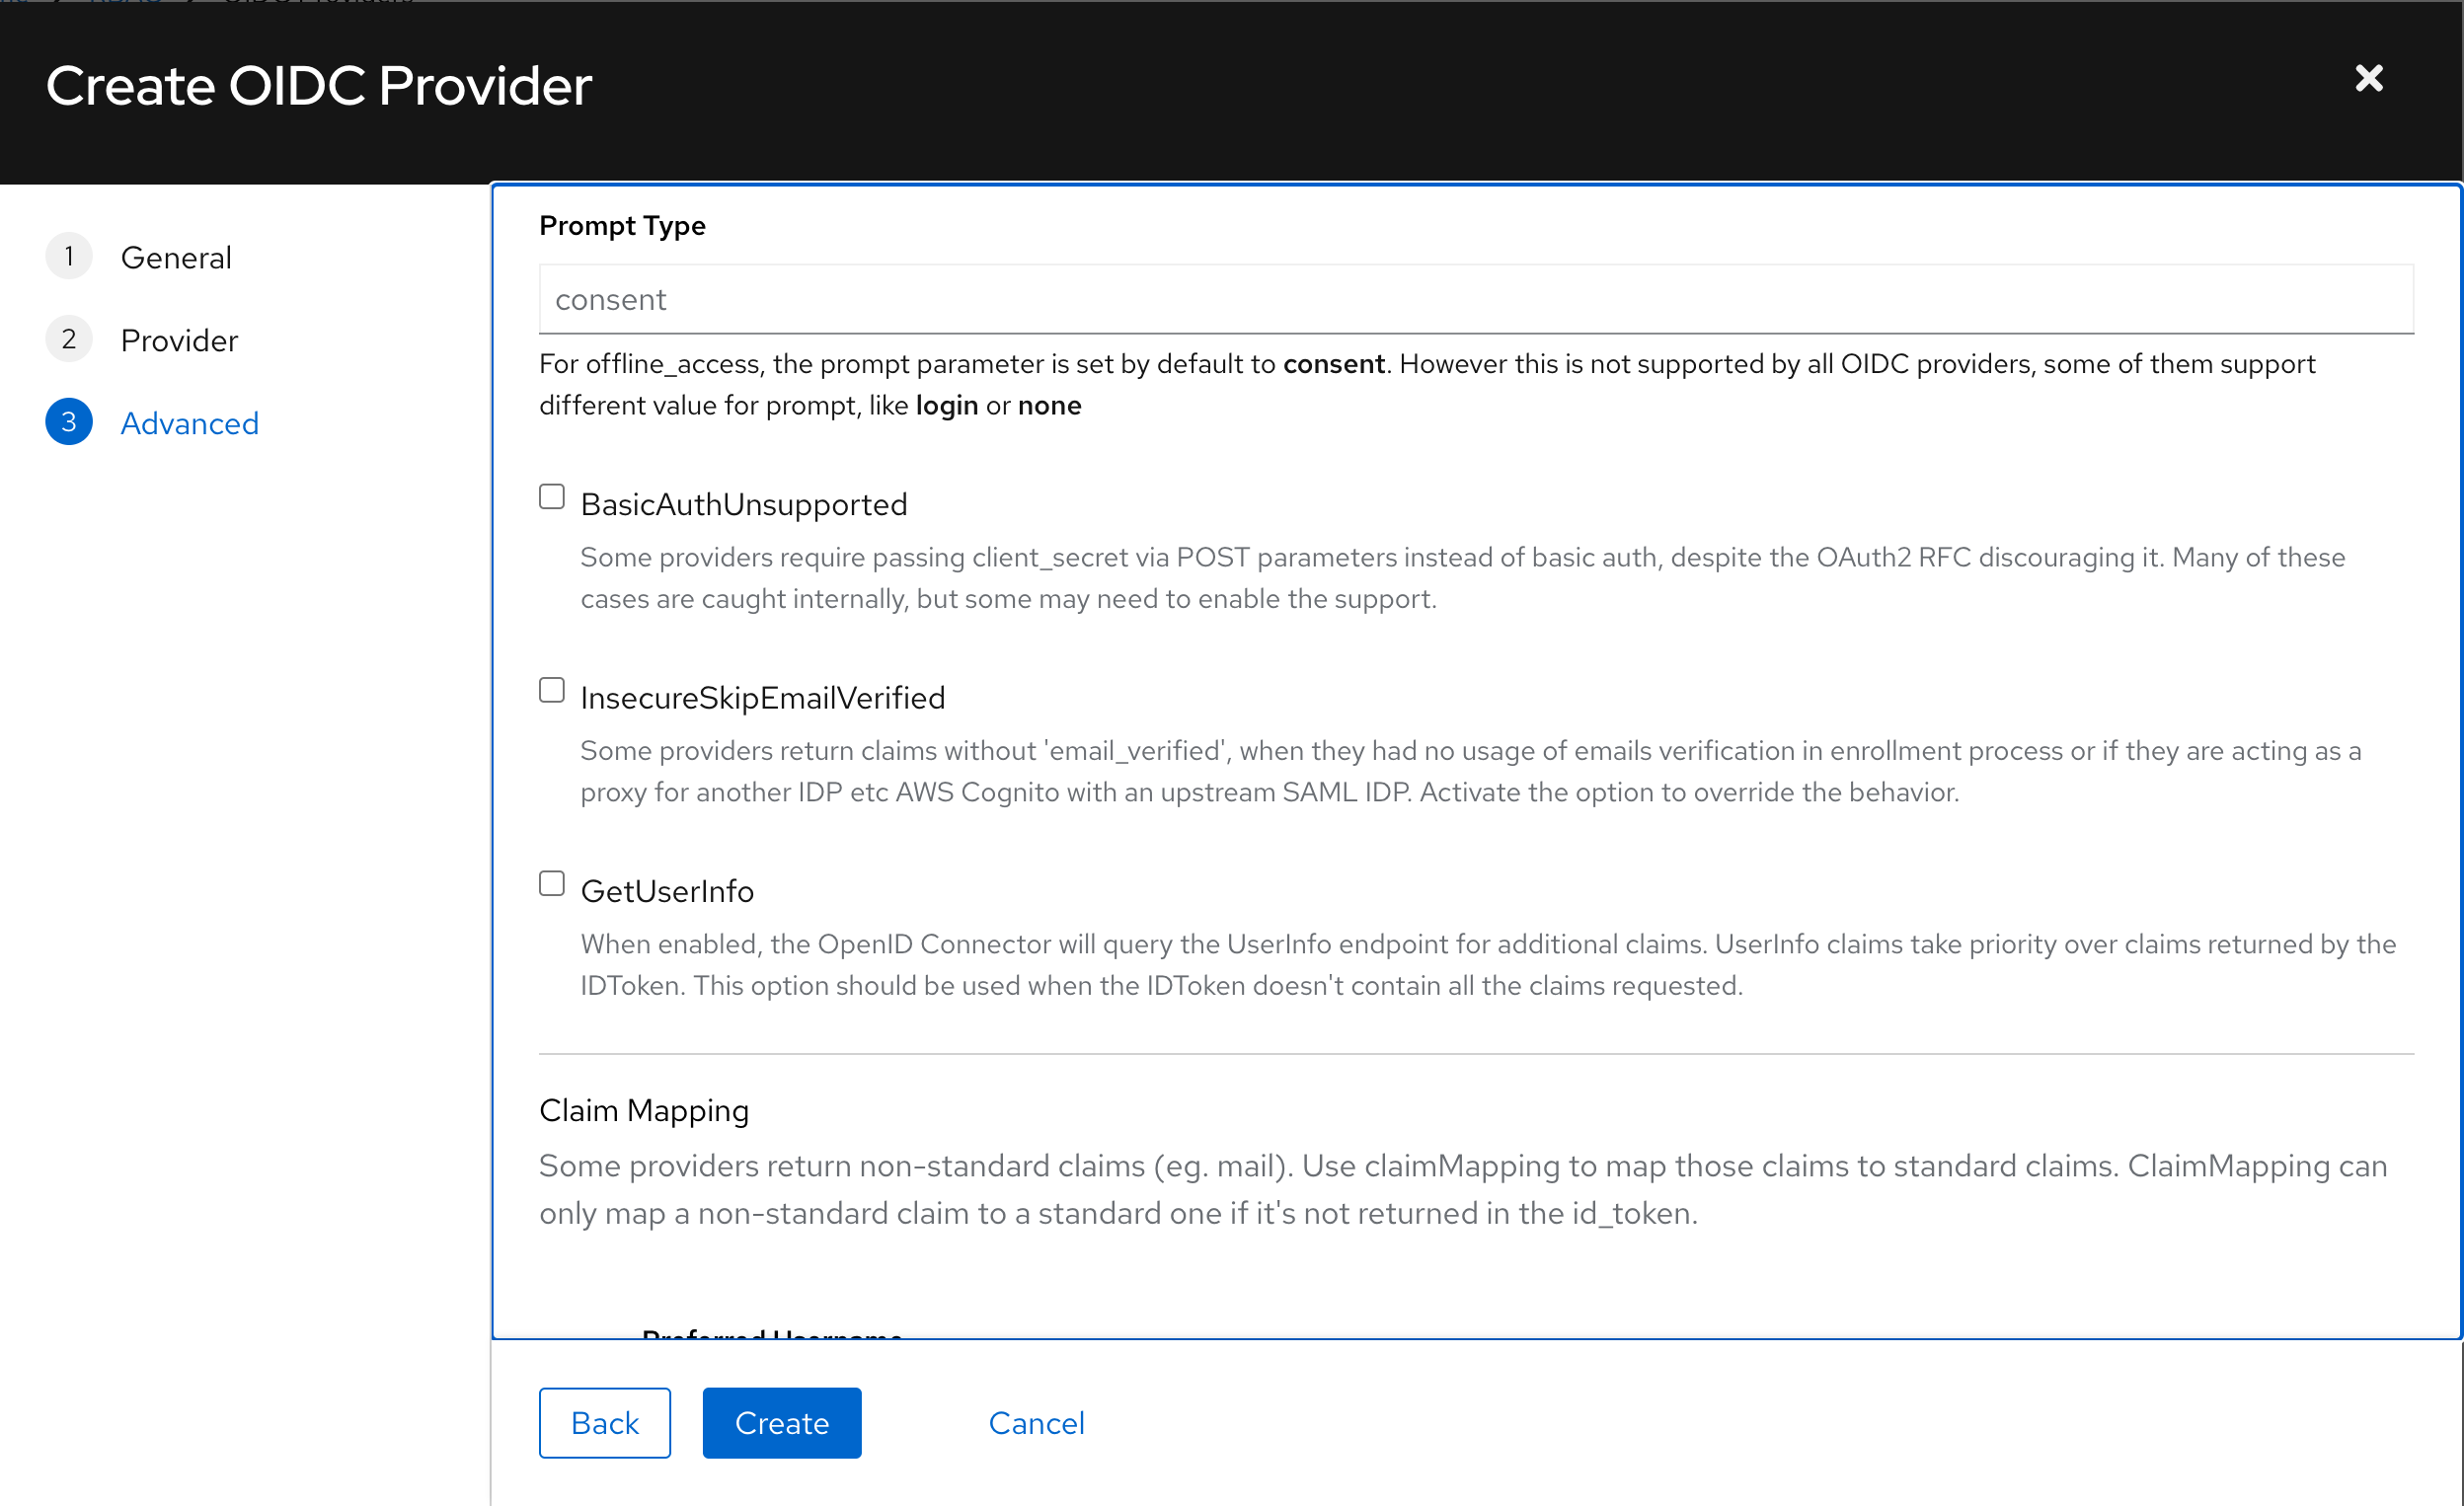 Create OIDC Provider
1 General
2 Provider
3 Advanced
Prompt Type
consent
For offline_access, the prompt parameter is set by default to consent. However this is not supported by all OIDC providers, some of them support
different value for prompt, like login or none
BasicAuthUnsupported
Some providers require passing client_secret via POST parameters instead of basic auth, despite the OAuth2 RFC discouraging it. Many of these
cases are caught internally, but some may need to enable the support.
InsecureSkipEmailVerified
Some providers return claims without 'email_verified', when they had no usage of emails verification in enrollment process or if they are acting as a
proxy for another IDP etc AWS Cognito with an upstream SAML IDP. Activate the option to override the behavior.
GetUserInfo
When enabled, the OpenID Connector will query the UserInfo endpoint for additional claims. UserInfo claims take priority over claims returned by the
IDToken. This option should be used when the IDToken doesn't contain all the claims requested.
Claim Mapping
Some providers return non-standard claims (eg. mail). Use claimMapping to map those claims to standard claims. ClaimMapping can
only map a non-standard claim to a standard one if it's not returned in the id_token.
Preferred Username
Back Create Cancel